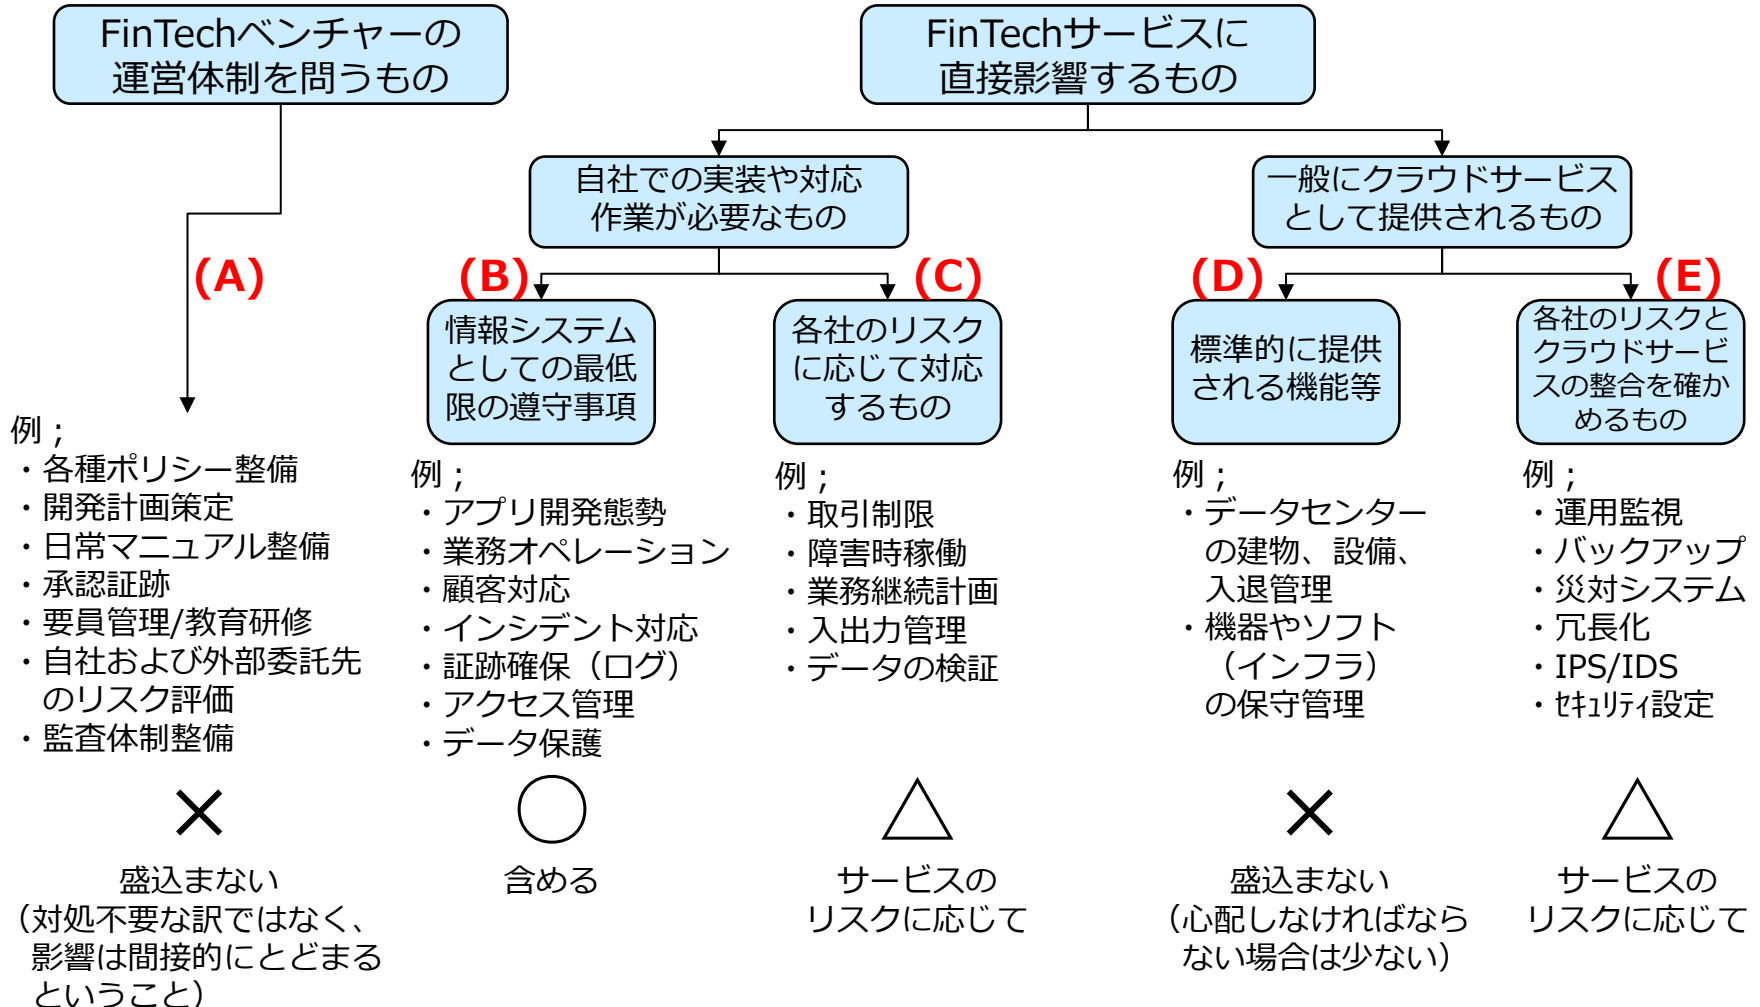 FinTechベンチャーの
運営体制を問うもの
FinTechサービスに
直接影響するもの
自社での実装や対応
作業が必要なもの
一般にクラウドサービス
として提供されるもの
(A)
(B)
(C)
(D)
(E)
情報システム
としての最低
限の遵守事項
各社のリスク
に応じて対応
するもの
標準的に提供
される機能等
各社のリスクと
クラウドサービ
スの整合を確か
めるもの
例；
・各種ポリシー整備
・開発計画策定
・日常マニュアル整備
・承認証跡
・要員管理/教育研修
・自社および外部委託先
のリスク評価
・監査体制整備
例；
・アプリ開発態勢
・業務オペレーション
・顧客対応
・インシデント対応
・証跡確保（ログ）
・アクセス管理
・データ保護
例；
・取引制限
・障害時稼働
・業務継続計画
・入出力管理
・データの検証
例；
・データセンター
の建物、設備、
入退管理
・機器やソフト
（インフラ）
の保守管理
例；
・運用監視
・バックアップ
・災対システム
・冗長化
・IPS/IDS
・ｾｷｭﾘﾃｨ設定
盛込まない
（対処不要な訳ではなく、
影響は間接的にとどまる
ということ）
含める
サービスの
リスクに応じて
盛込まない
（心配しなければなら
ない場合は少ない）
サービスの
リスクに応じて